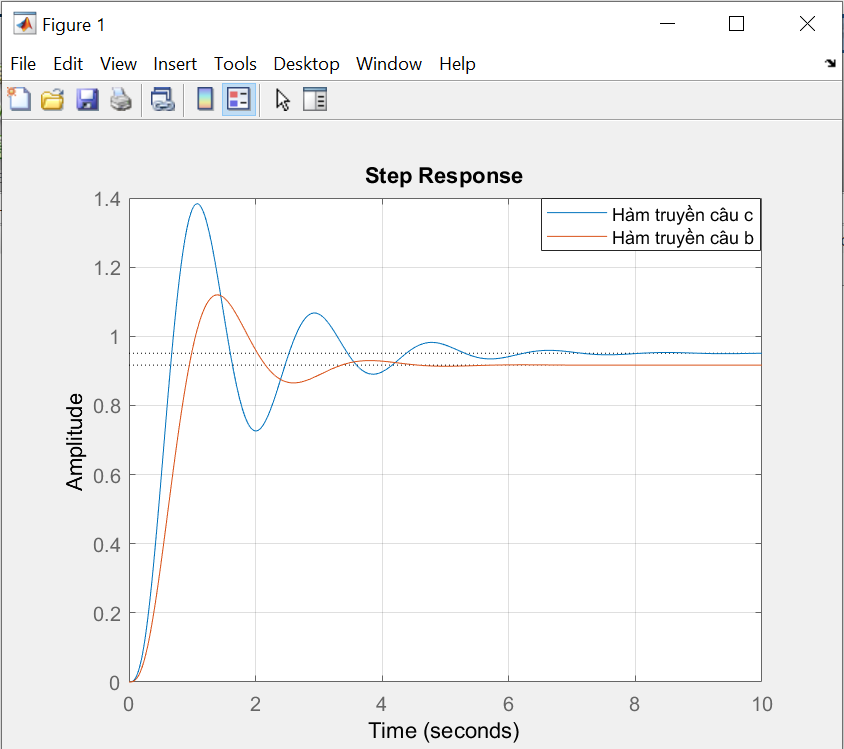 Figure 1
File Edit View Insert Tools Desktop Window Help
Step Response
Hàm truyền câu c
Hàm truyền câu b
1.4
1.2
1
0.8
0.6
0.4
0.2
0
Amplitude
0 2 4 6 8 10
Time (seconds)